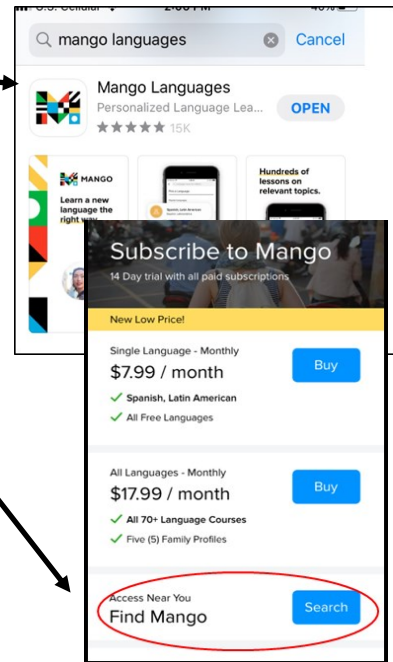 mango languages
Cancel
Mango Languages
Personalized Language Lea...
OPEN
15K
MANGO
Learn a new
language the
right way
Hundreds of
lessons on
relevant topics.
Subscribe to Mango
14 Day trial with all paid subscriptions
New Low Price!
Single Language - Monthly
$7.99 / month
Buy
Spanish, Latin American
All Free Languages
All Languages - Monthly
$17.99 / month
Buy
All 70+ Language Courses
Five (5) Family Profiles
Access Near You
Find Mango
Search